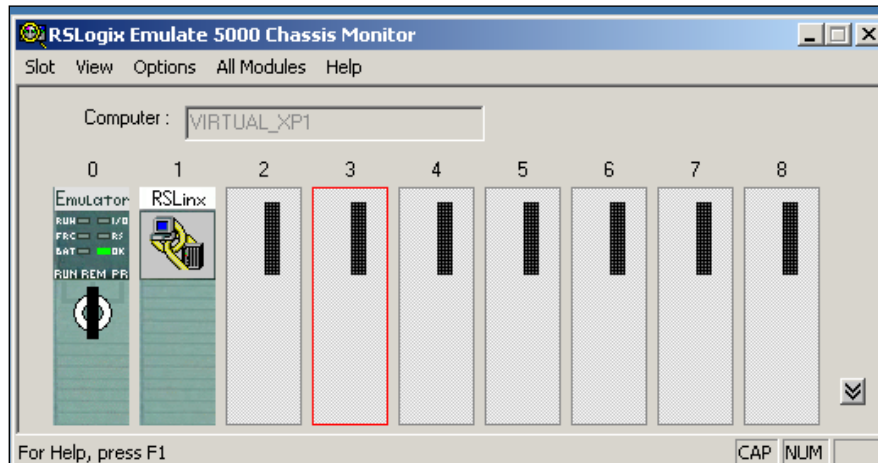 RSLogix Emulate 5000 Chassis Monitor
Slot View Options All Modules Help
Computer : VIRTUAL_XP1
0 1 2 3 4 5 6 7 8
Emulator RSLinx
RUN I/O
FRC RS
BAT OK
RUN REM PR
For Help, press F1 CAP NUM